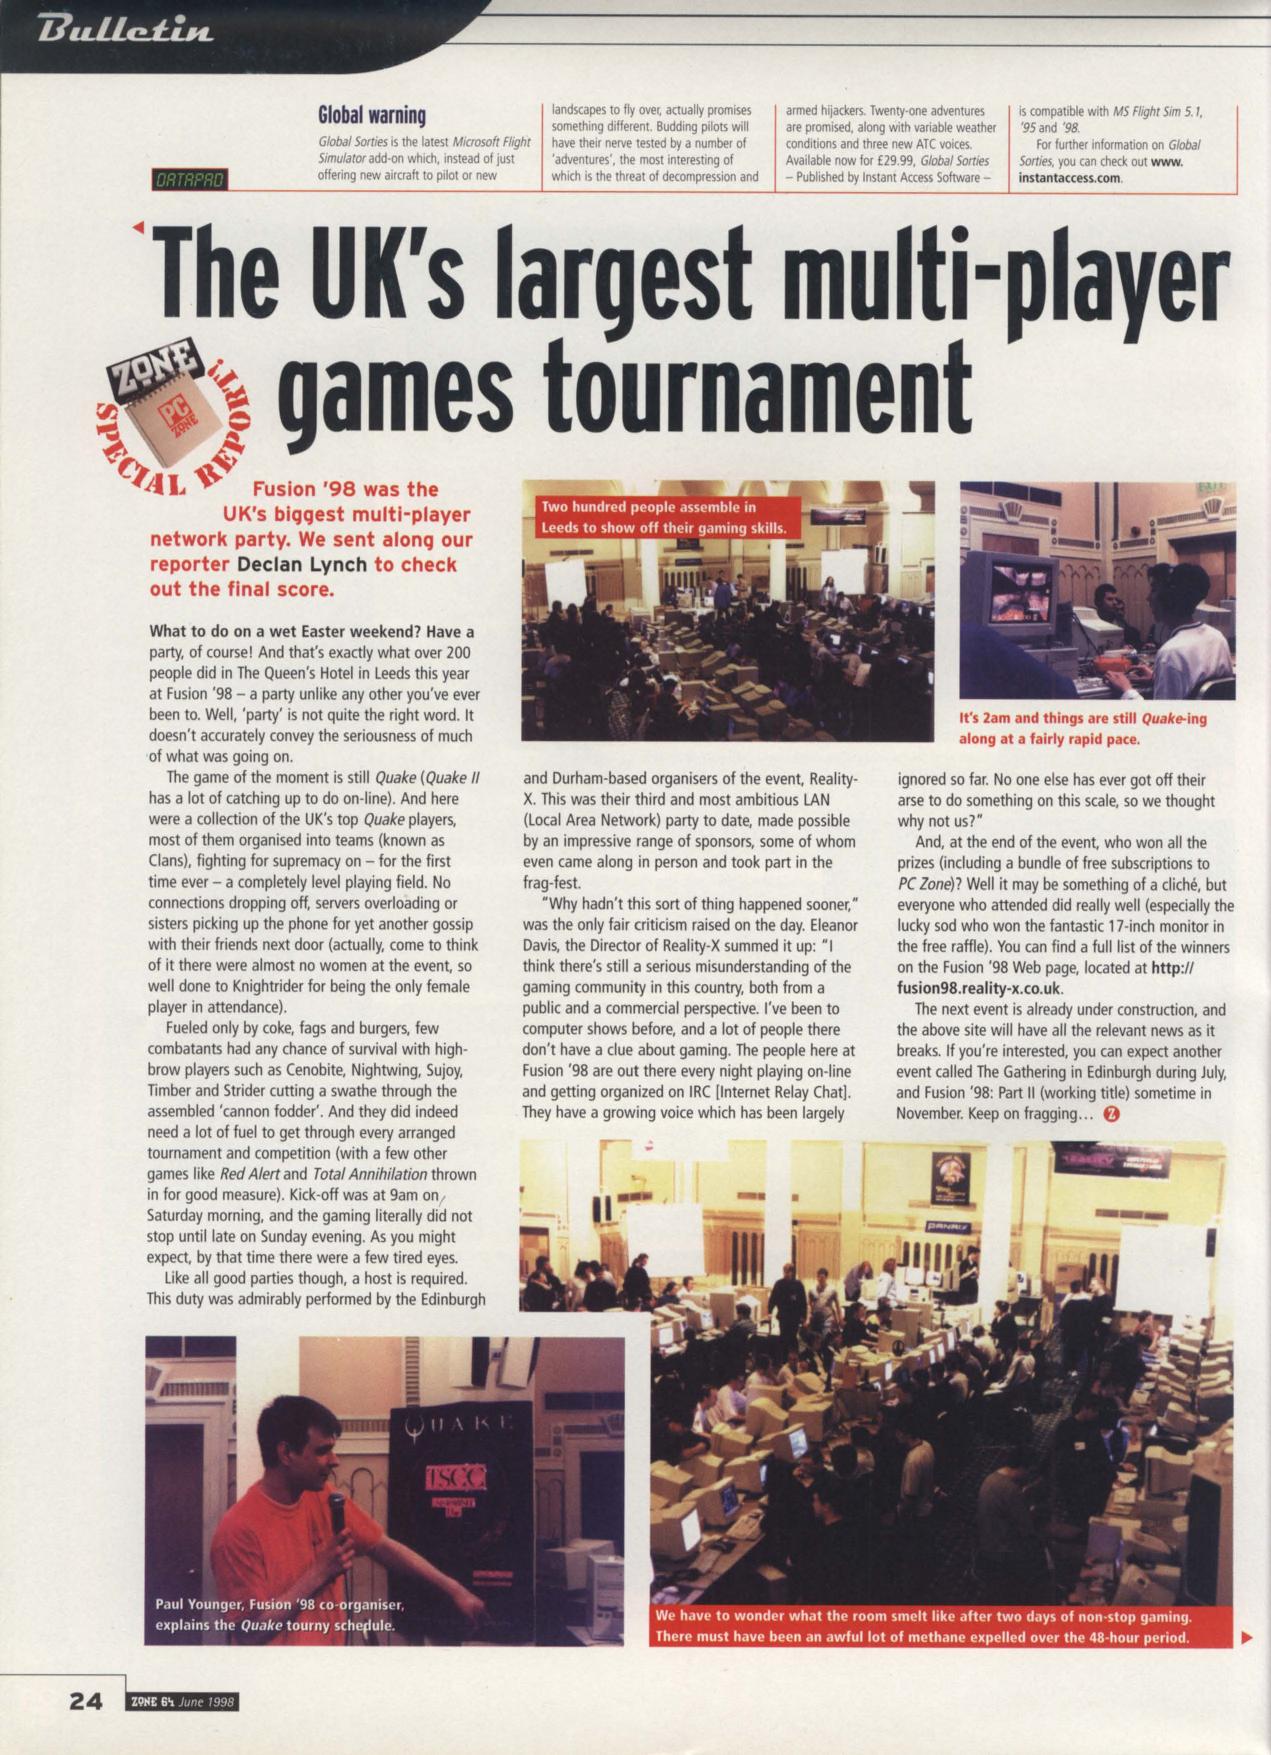 Bulletin
DATAPAD
Global warning
Global Sorties is the latest Microsoft Flight
Simulator add-on which, instead of just
offering new aircraft to pilot or new
landscapes to fly over, actually promises
something different. Budding pilots will
have their nerve tested by a number of
'adventures', the most interesting of
which is the threat of decompression and
armed hijackers. Twenty-one adventures
are promised, along with variable weather
conditions and three new ATC voices.
Available now for £29.99, Global Sorties
– Published by Instant Access Software –
is compatible with MS Flight Sim 5.1,
'95 and '98.
For further information on Global
Sorties, you can check out www.
instantaccess.com.
The UK's largest multi-player
games tournament
ZONE
PC
ZONE
SPECIAL REPORT!
Fusion '98 was the
UK's biggest multi-player
network party. We sent along our
reporter Declan Lynch to check
out the final score.
What to do on a wet Easter weekend? Have a
party, of course! And that's exactly what over 200
people did in The Queen's Hotel in Leeds this year
at Fusion '98 – a party unlike any other you've ever
been to. Well, 'party' is not quite the right word. It
doesn't accurately convey the seriousness of much
of what was going on.
The game of the moment is still Quake (Quake II
has a lot of catching up to do on-line). And here
were a collection of the UK's top Quake players,
most of them organised into teams (known as
Clans), fighting for supremacy on – for the first
time ever – a completely level playing field. No
connections dropping off, servers overloading or
sisters picking up the phone for yet another gossip
with their friends next door (actually, come to think
of it there were almost no women at the event, so
well done to Knightrider for being the only female
player in attendance).
Fueled only by coke, fags and burgers, few
combatants had any chance of survival with high-
brow players such as Cenobite, Nightwing, Sujoy,
Timber and Strider cutting a swathe through the
assembled 'cannon fodder'. And they did indeed
need a lot of fuel to get through every arranged
tournament and competition (with a few other
games like Red Alert and Total Annihilation thrown
in for good measure). Kick-off was at 9am on
Saturday morning, and the gaming literally did not
stop until late on Sunday evening. As you might
expect, by that time there were a few tired eyes.
Like all good parties though, a host is required.
This duty was admirably performed by the Edinburgh
Two hundred people assemble in
Leeds to show off their gaming skills.
It's 2am and things are still Quake-ing
along at a fairly rapid pace.
and Durham-based organisers of the event, Reality-
X. This was their third and most ambitious LAN
(Local Area Network) party to date, made possible
by an impressive range of sponsors, some of whom
even came along in person and took part in the
frag-fest.
"Why hadn't this sort of thing happened sooner,"
was the only fair criticism raised on the day. Eleanor
Davis, the Director of Reality-X summed it up: "I
think there's still a serious misunderstanding of the
gaming community in this country, both from a
public and a commercial perspective. I've been to
computer shows before, and a lot of people there
don't have a clue about gaming. The people here at
Fusion '98 are out there every night playing on-line
and getting organized on IRC [Internet Relay Chat].
They have a growing voice which has been largely
ignored so far. No one else has ever got off their
arse to do something on this scale, so we thought
why not us?"
And, at the end of the event, who won all the
prizes (including a bundle of free subscriptions to
PC Zone)? Well it may be something of a cliché, but
everyone who attended did really well (especially the
lucky sod who won the fantastic 17-inch monitor in
the free raffle). You can find a full list of the winners
on the Fusion '98 Web page, located at http://
fusion98.reality-x.co.uk.
The next event is already under construction, and
the above site will have all the relevant news as it
breaks. If you're interested, you can expect another
event called The Gathering in Edinburgh during July,
and Fusion '98: Part II (working title) sometime in
November. Keep on fragging... Z
PANRIX
QUAKE
TSCC
Paul Younger, Fusion '98 co-organiser,
explains the Quake tourny schedule.
We have to wonder what the room smelt like after two days of non-stop gaming.
There must have been an awful lot of methane expelled over the 48-hour period.
24
ZONE 64 June 1998